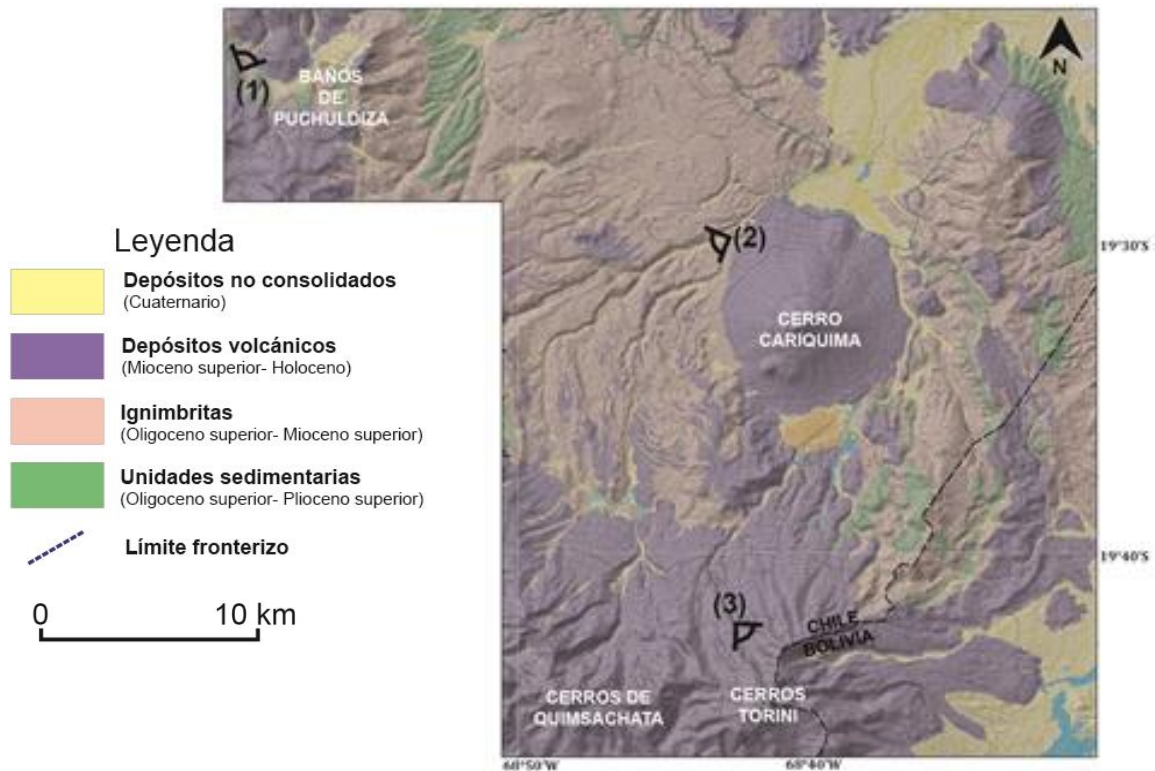 N
(1)
BAÑOS
DE
PUCHULDIZA
Leyenda
Depósitos no consolidados
(Cuaternario)
Depósitos volcánicos
(Mioceno superior- Holoceno)
Ignimbritas
(Oligoceno superior- Mioceno superior)
Unidades sedimentarias
(Oligoceno superior- Plioceno superior)
Límite fronterizo
0 10 km
(2)
19°30'S
CERRO
CARIQUIMA
19°40'S
(3)
CHILE
BOLIVIA
CERROS DE
QUIMSACHATA
CERROS
TORINI
68°50'W 68°40'W